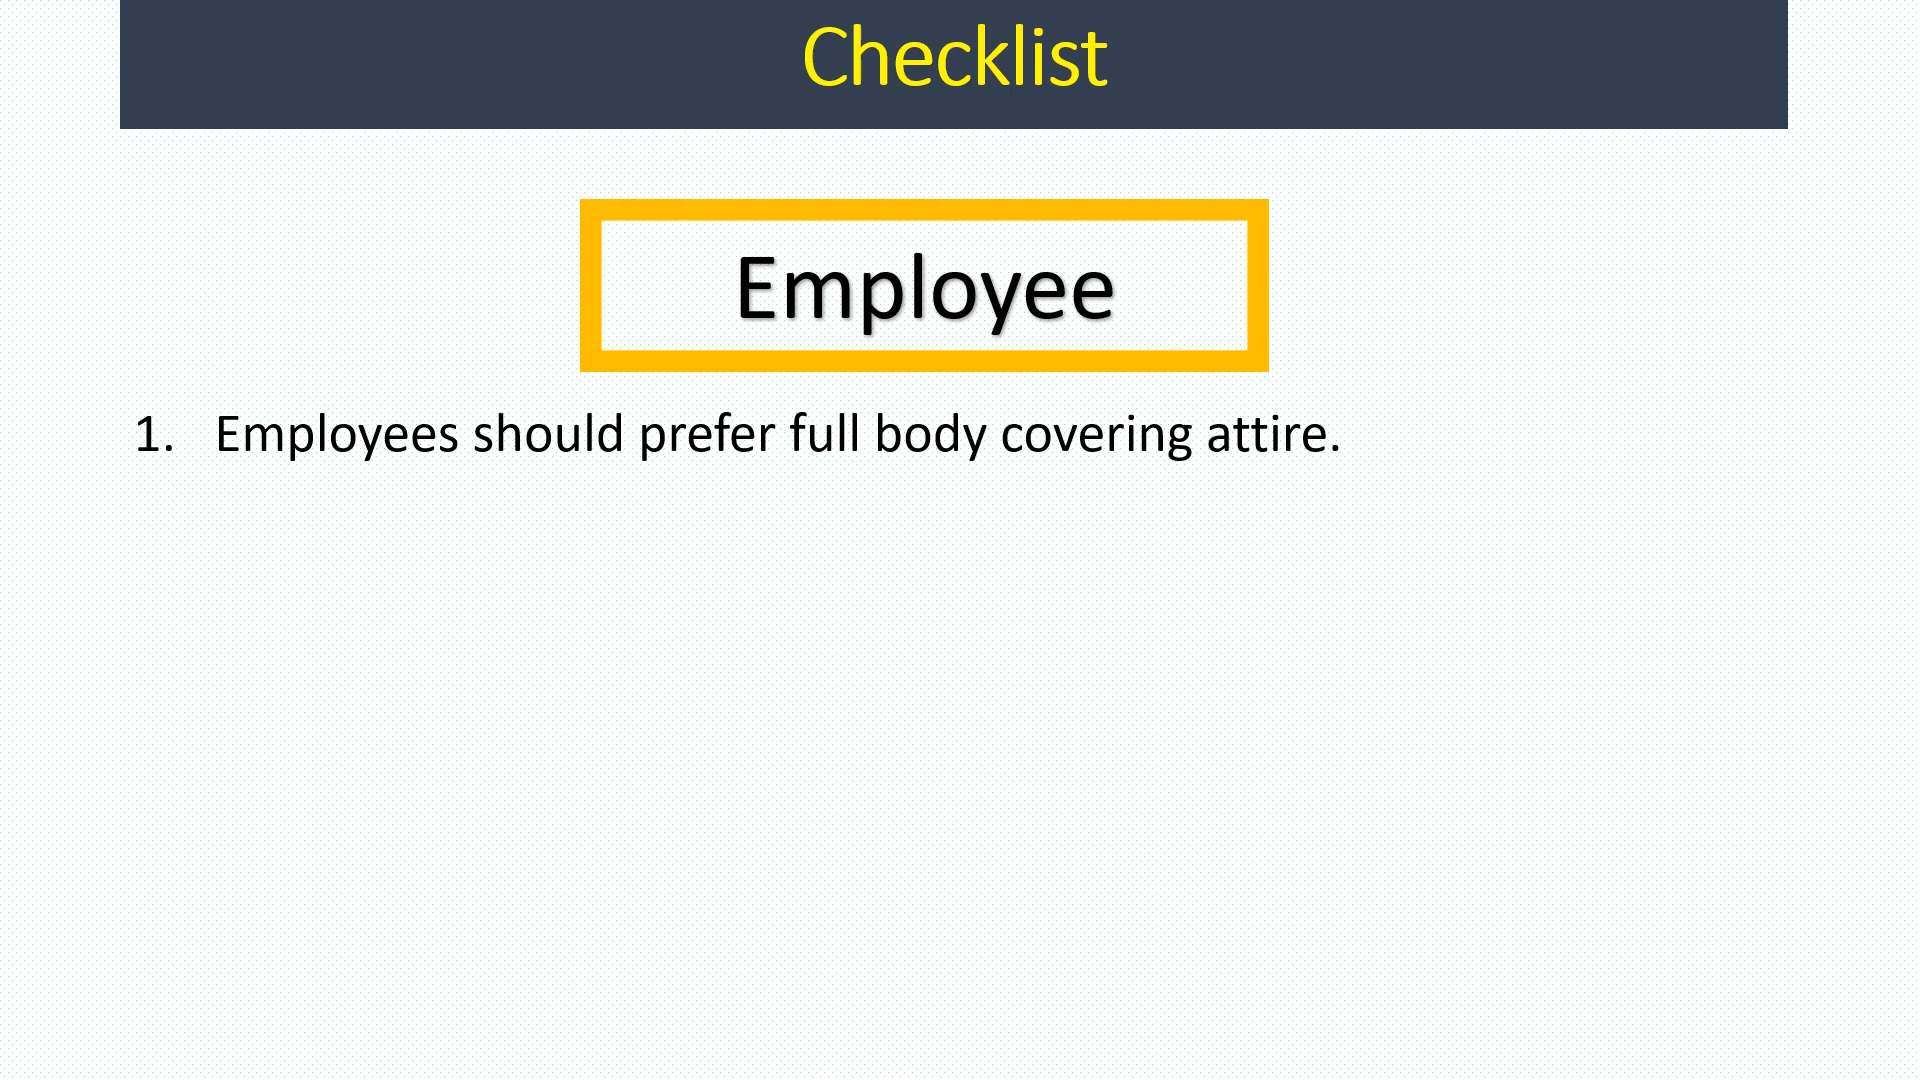 Checklist
Employee
1. Employees should prefer full body covering attire.